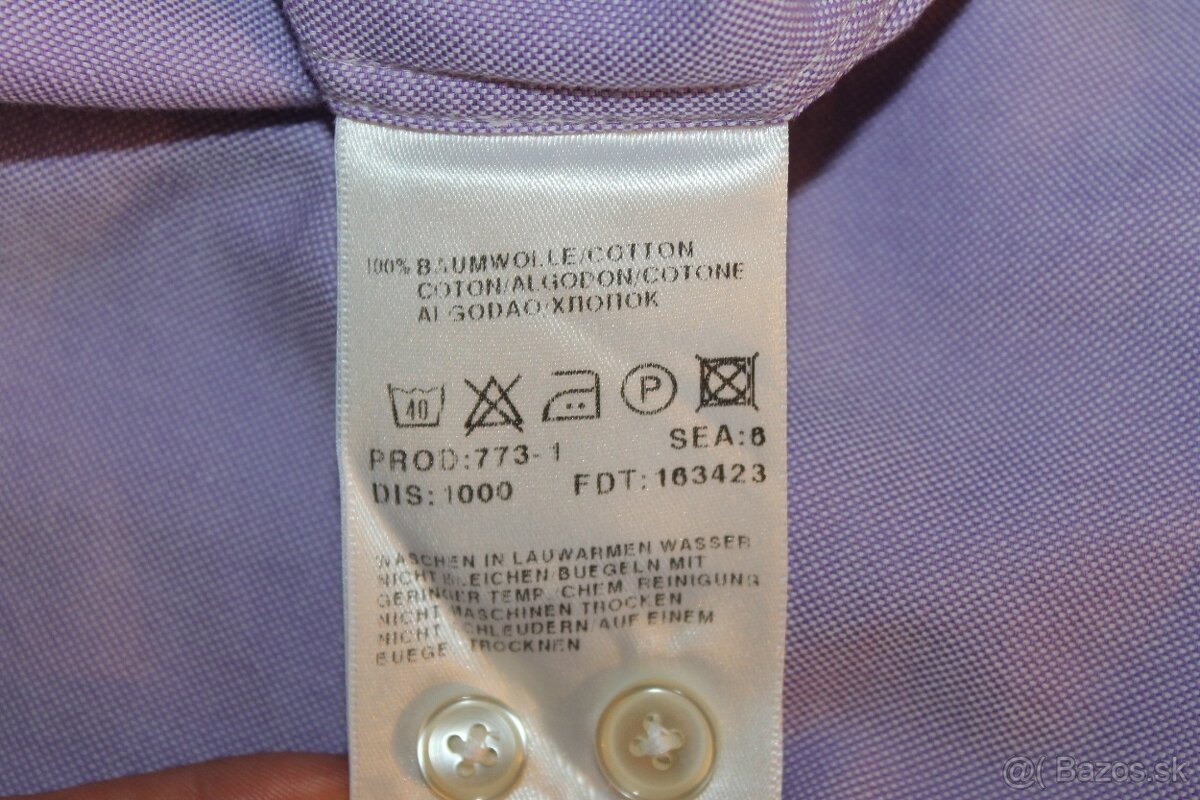 100% BAUMWOLLE/COTTON
COTON/ALGODON/COTONE
ALGODAO/ХЛОПОК
40 P
PROD:773-1 SEA:6
DIS:1000 FDT:163423
WASCHEN IN LAUWARMEN WASSER
NICHT BLEICHEN/BUEGELN MIT
GERINGER TEMP./CHEM. REINIGUNG
NICHT MASCHINEN TROCKEN
NICHT SCHLEUDERN/AUF EINEM
BUEGEL TROCKNEN
@( Bazos.sk